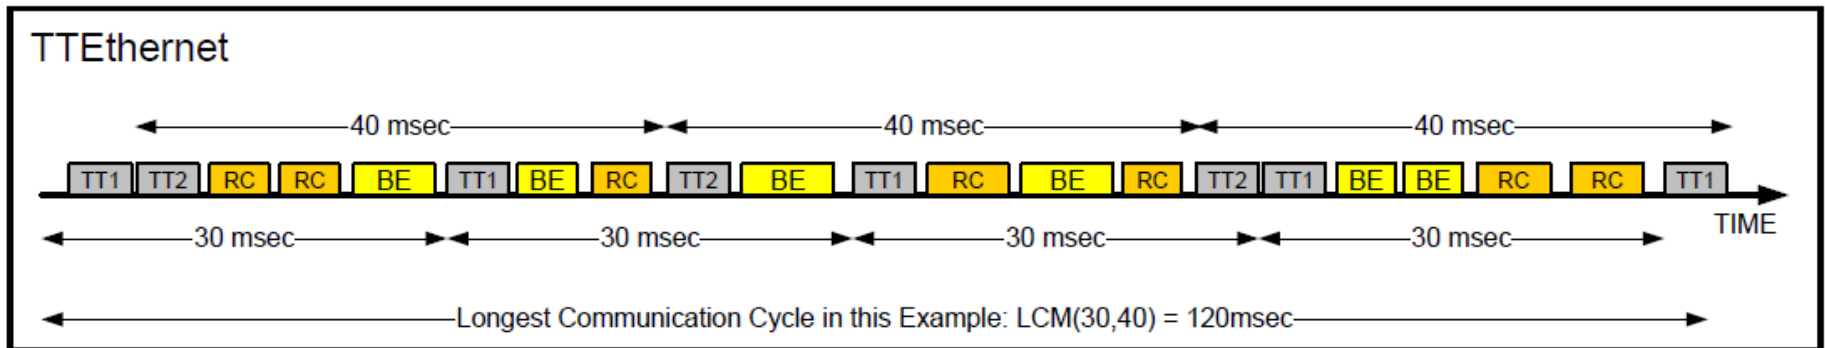 TTEthernet
40 msec 40 msec 40 msec
TT1 TT2 RC RC BE TT1 BE RC TT2 BE TT1 RC BE RC TT2 TT1 BE BE RC RC TT1
TIME
30 msec 30 msec 30 msec 30 msec
Longest Communication Cycle in this Example: LCM(30,40) = 120msec